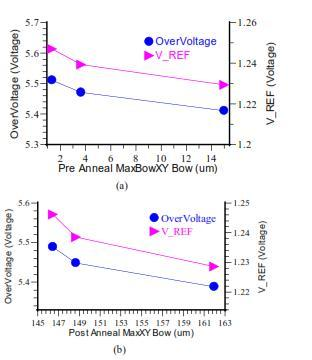 5.7
5.6
5.5
5.4
5.3
OverVoltage (Voltage)
OverVoltage
V_REF
1.26
1.24
1.22
1.2
V_REF (Voltage)
2 4 6 8 10 12 14
Pre Anneal MaxBowXY Bow (um)
(a)
5.6
5.5
5.4
OverVoltage (Voltage)
OverVoltage
V_REF
1.25
1.24
1.23
1.22
V_REF (Voltage)
145 147 149 151 153 155 157 159 161 163
Post Anneal MaxXY Bow (um)
(b)